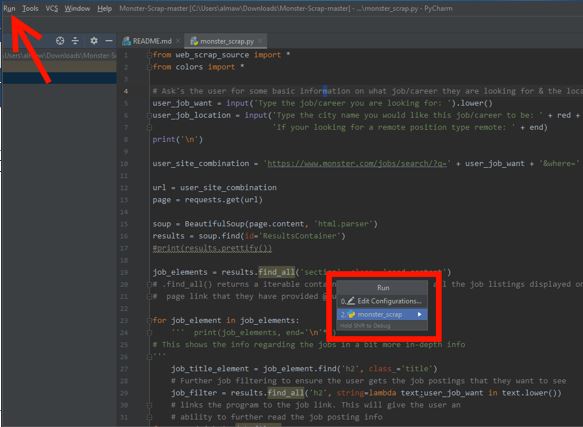 Run Tools VCS Window Help Monster-Scrap-master [C:\Users\almaw\Downloads\Monster-Scrap-master] - ...\monster_scrap.py - PyCharm
README.md monster_scrap.py
\Users\almaw\Downloads\Monster-Sc
1 from web_scrap_source import *
2 from colors import *
4 # Ask's the user for some basic information on what job/career they are looking for & the loca
5 user_job_want = input('Type the job/career you are looking for: ').lower()
6 user_job_location = input('Type the city name you would like this job/career to be: ' + red +
7 'If your looking for a remote position type remote: ' + end)
8 print('\n')
10 user_site_combination = 'https://www.monster.com/jobs/search/?q=' + user_job_want + '&where='
12 url = user_site_combination
13 page = requests.get(url)
15 soup = BeautifulSoup(page.content, 'html.parser')
16 results = soup.find(id='ResultsContainer')
17 #print(results.prettify())
19 job_elements = results.find_all('section'
20 # .find_all() returns a iterable contain all the job listings displayed on
21 # page link that they have provided
23 for job_element in job_elements:
24 ''' print(job_elements, end='\n'
25 # This shows the info regarding the jobs in a bit more in-depth info
26 '''
27 job_title_element = job_element.find('h2', class_='title')
28 # Further job filtering to ensure the user gets the job postings that they want to see
29 job_filter = results.find_all('h2', string=lambda text:user_job_want in text.lower())
30 # links the program to the job link. This will give the user an
31 # ability to further read the job posting info
Run
0. Edit Configurations...
2. monster_scrap
Hold Shift to Debug